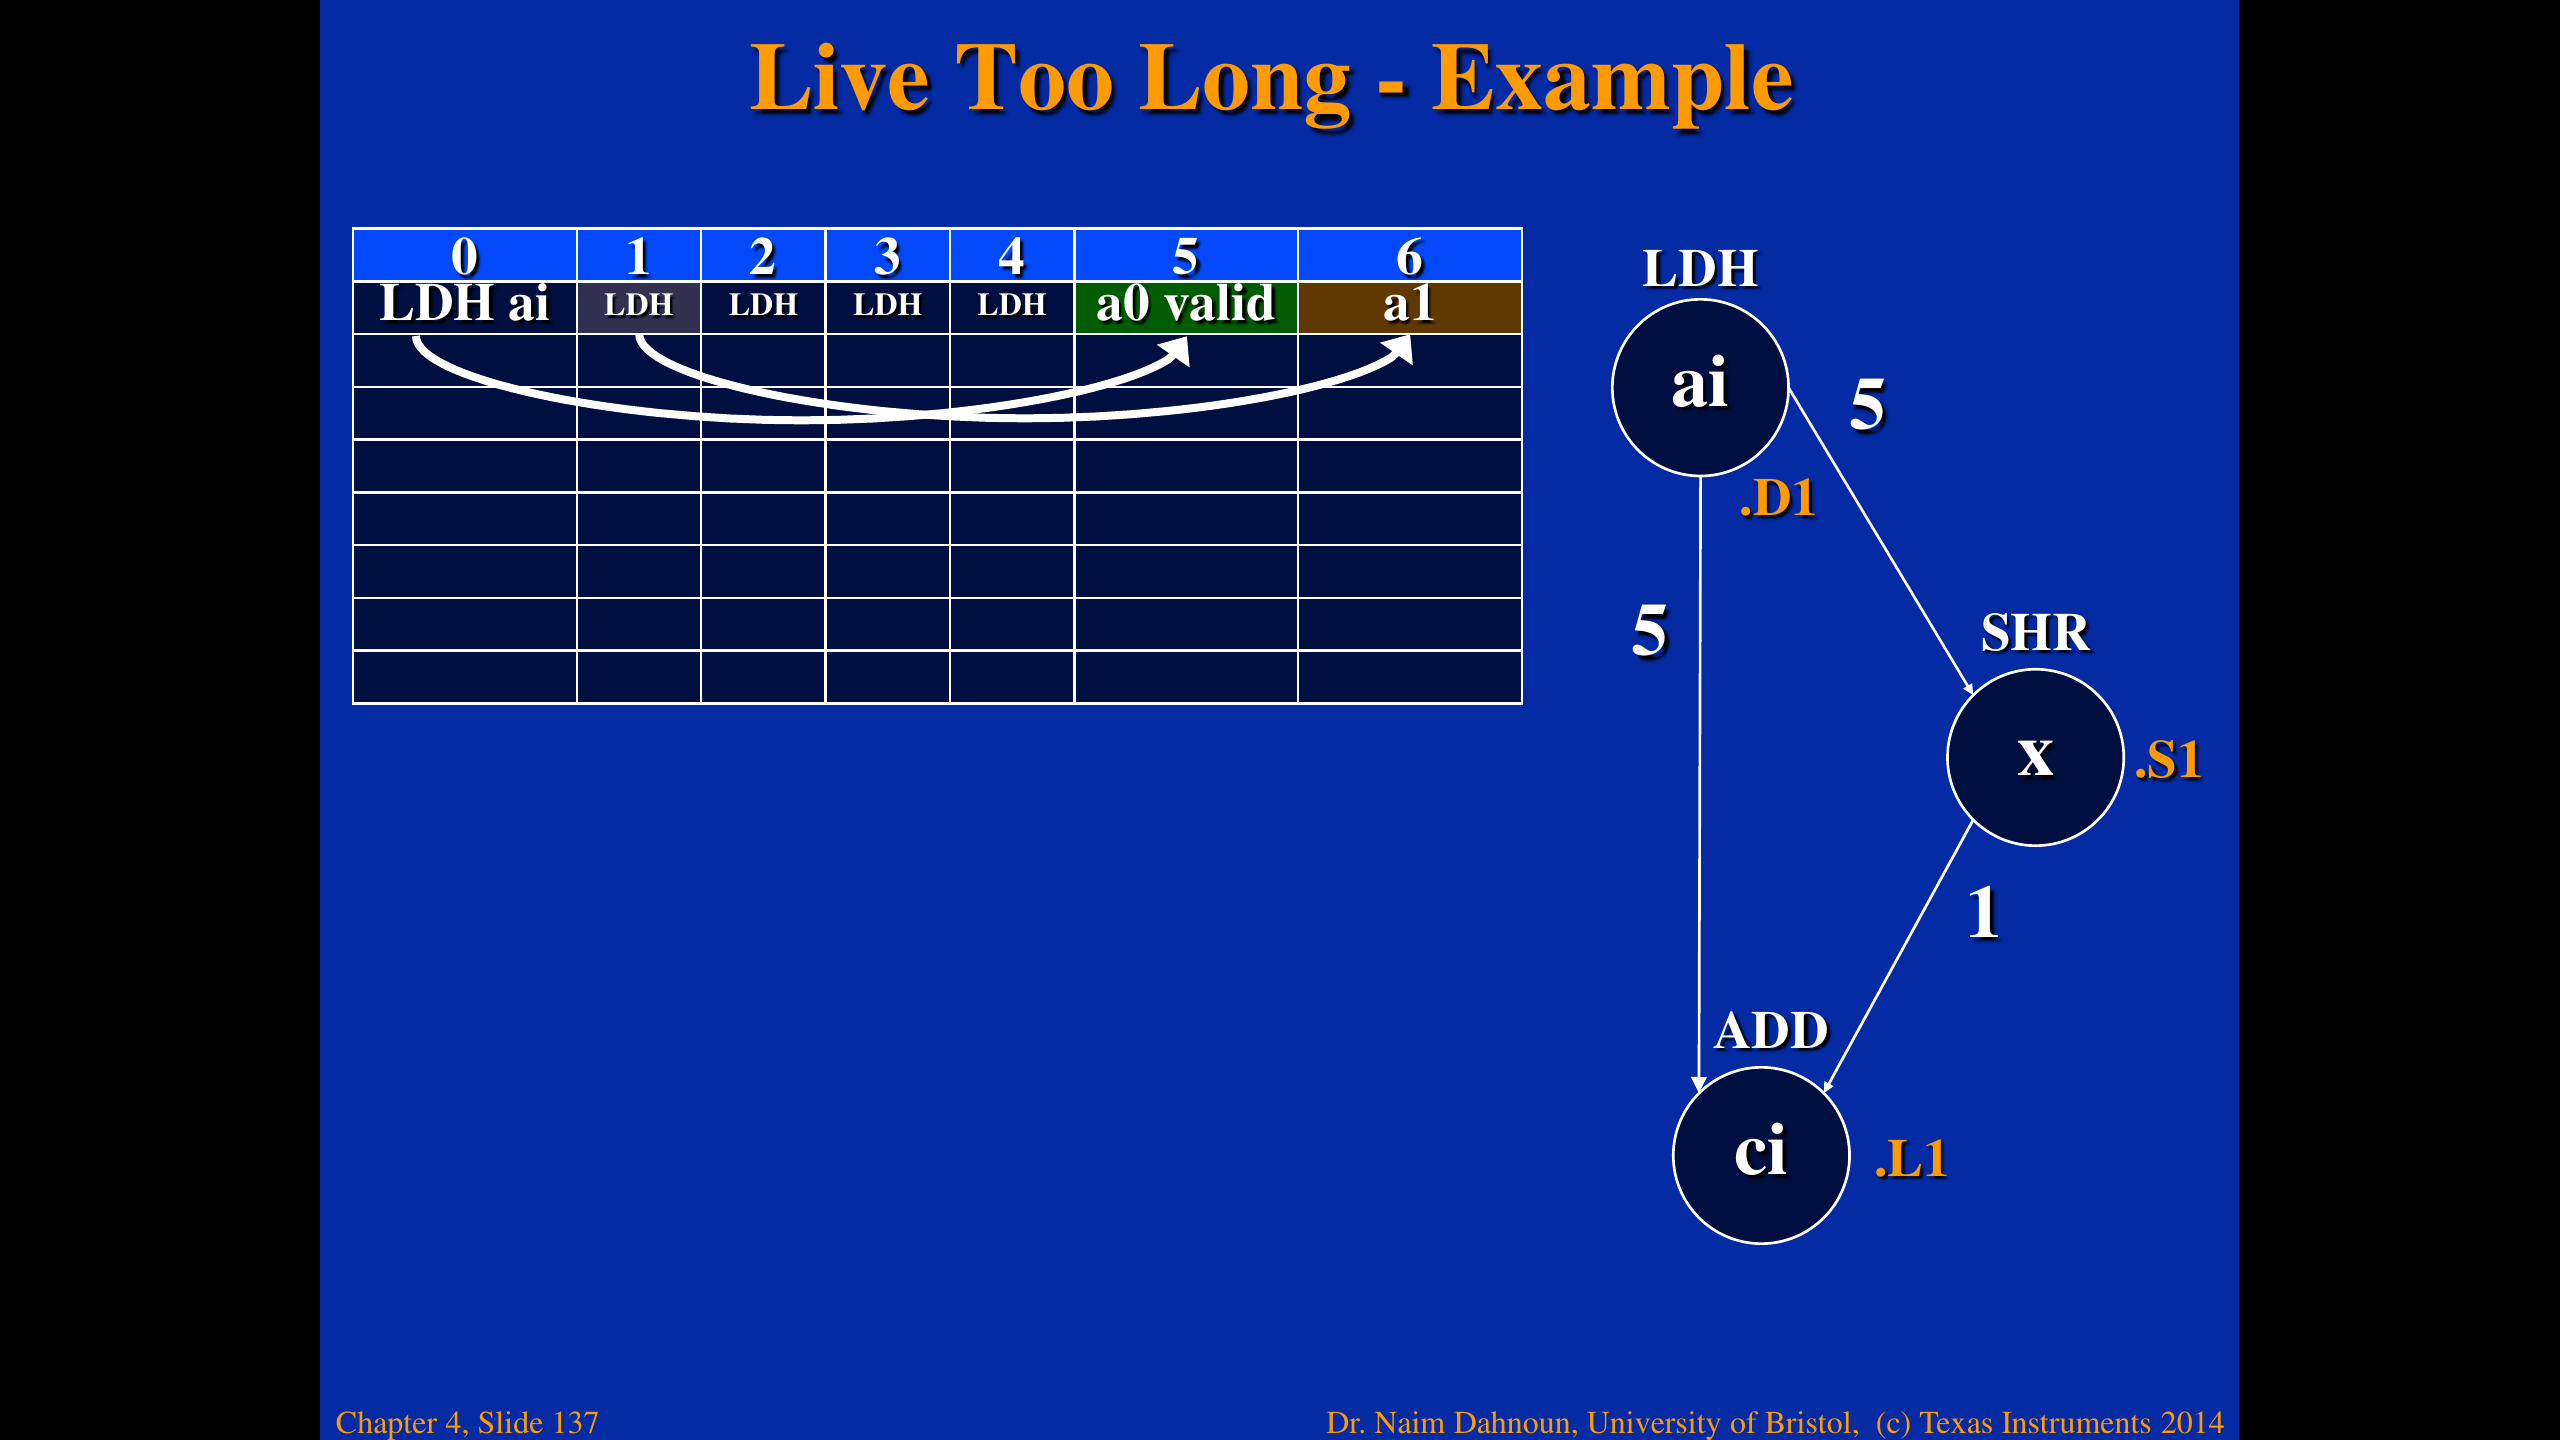 Live Too Long - Example
0 1 2 3 4 5 6
LDH ai LDH LDH LDH LDH a0 valid a1
LDH
ai
5
.D1
5
SHR
x
.S1
1
ADD
ci
.L1
Chapter 4, Slide 137
Dr. Naim Dahnoun, University of Bristol, (c) Texas Instruments 2014